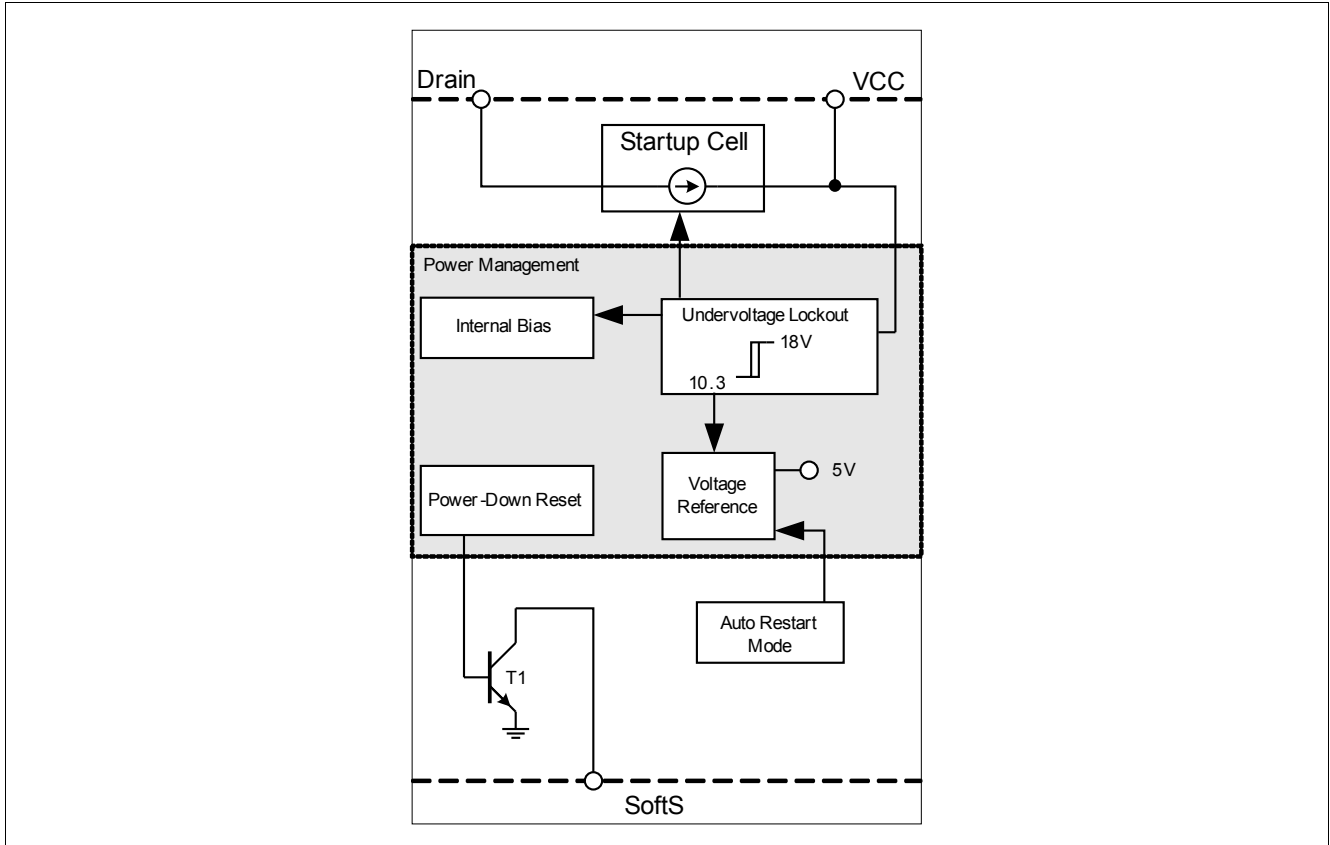 Drain
VCC
Startup Cell
Power Management
Internal Bias
Undervoltage Lockout
18V
10.3
Power-Down Reset
Voltage
Reference
5V
Auto Restart
Mode
T1
SoftS